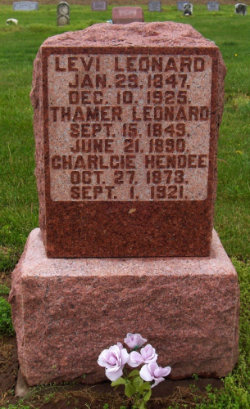 LEVI LEONARD
JAN. 29. 1847.
DEC. 10. 1925.
THAMER LEONARD
SEPT. 15. 1849.
JUNE 21. 1890.
CHARLCIE HENDEE
OCT. 27. 1873.
SEPT. 1. 1921.